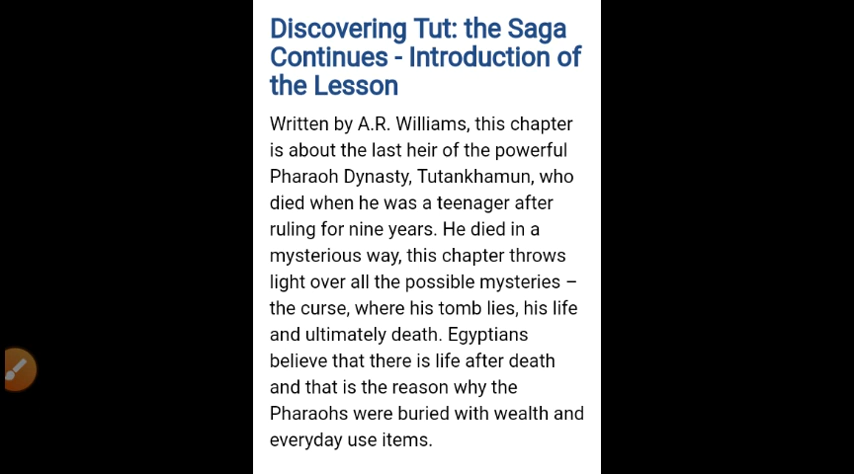 Discovering Tut: the Saga
Continues - Introduction of
the Lesson
Written by A.R. Williams, this chapter
is about the last heir of the powerful
Pharaoh Dynasty, Tutankhamun, who
died when he was a teenager after
ruling for nine years. He died in a
mysterious way, this chapter throws
light over all the possible mysteries –
the curse, where his tomb lies, his life
and ultimately death. Egyptians
believe that there is life after death
and that is the reason why the
Pharaohs were buried with wealth and
everyday use items.